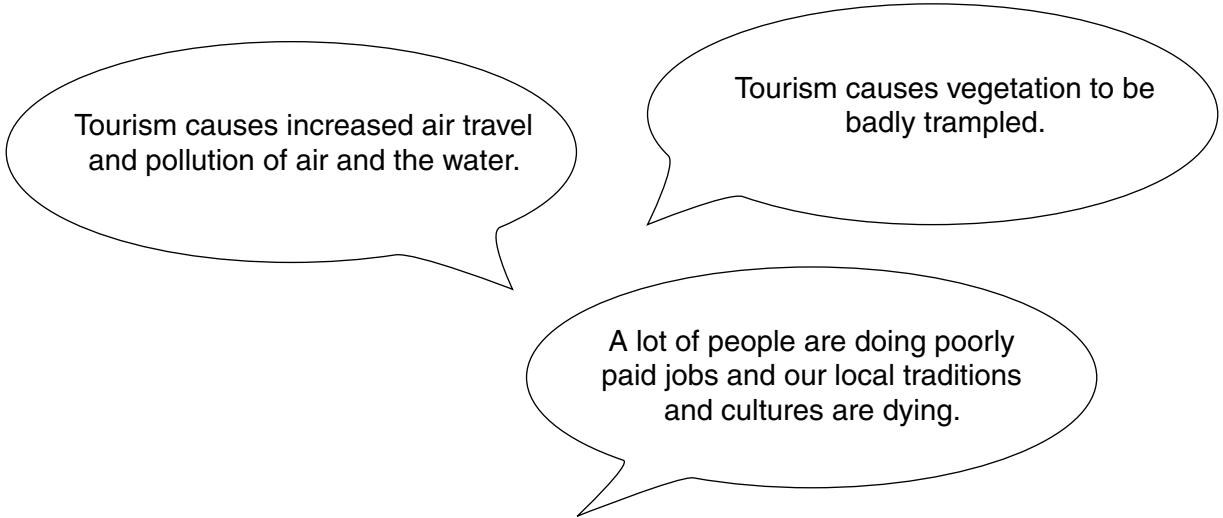 Tourism causes increased air travel
and pollution of air and the water.
Tourism causes vegetation to be
badly trampled.
A lot of people are doing poorly
paid jobs and our local traditions
and cultures are dying.